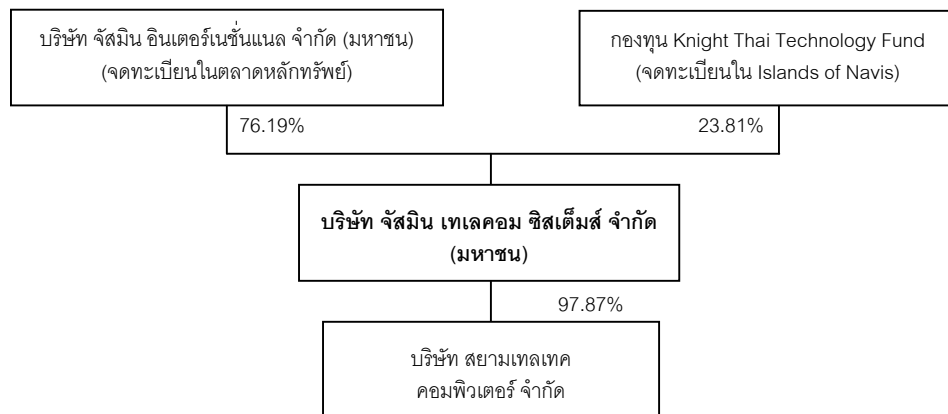 บริษัท จัสมิน อินเตอร์เนชั่นแนล จำกัด (มหาชน)
(จดทะเบียนในตลาดหลักทรัพย์)
กองทุน Knight Thai Technology Fund
(จดทะเบียนใน Islands of Navis)
76.19%
23.81%
บริษัท จัสมิน เทเลคอม ซิสเต็มส์ จำกัด
(มหาชน)
97.87%
บริษัท สยามเทลเทค
คอมพิวเตอร์ จำกัด